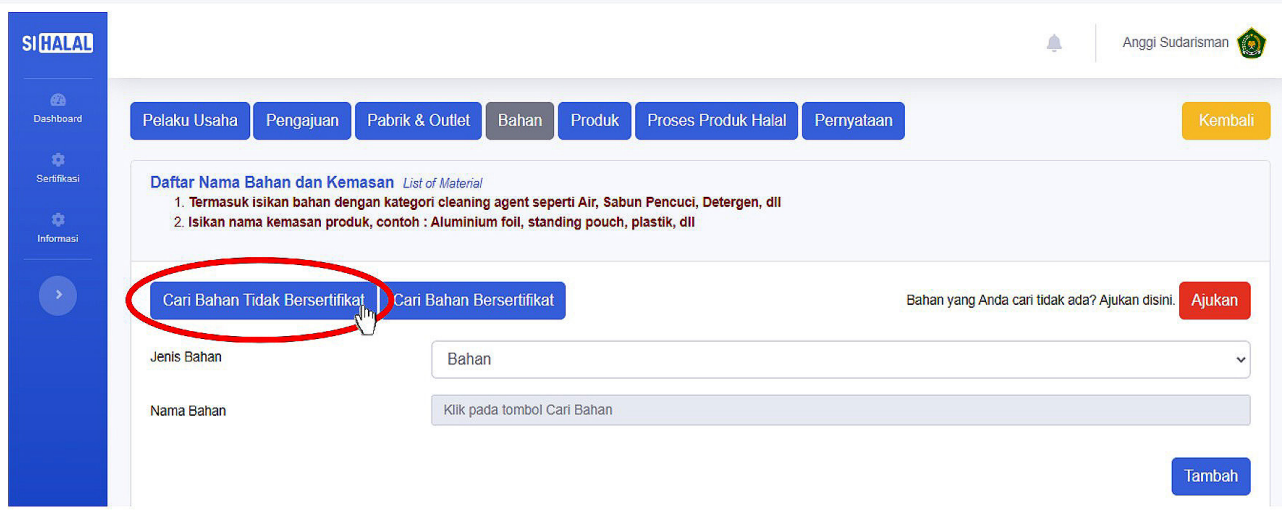 SIHALAL
Anggi Sudarisman
Dashboard
Sertifikasi
Informasi
Pelaku Usaha Pengajuan Pabrik & Outlet Bahan Produk Proses Produk Halal Pernyataan Kembali
Daftar Nama Bahan dan Kemasan List of Material
1. Termasuk isikan bahan dengan kategori cleaning agent seperti Air, Sabun Pencuci, Detergen, dll
2. Isikan nama kemasan produk, contoh : Aluminium foil, standing pouch, plastik, dll
Cari Bahan Tidak Bersertifikat Cari Bahan Bersertifikat Bahan yang Anda cari tidak ada? Ajukan disini. Ajukan
Jenis Bahan Bahan
Nama Bahan Klik pada tombol Cari Bahan
Tambah